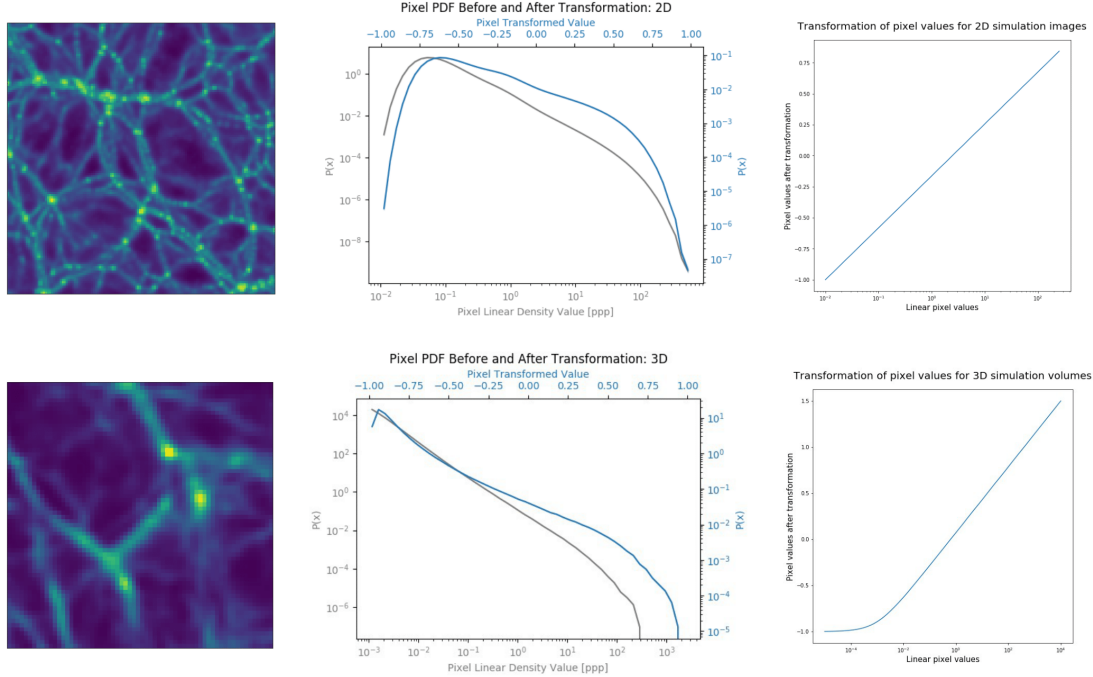 Pixel PDF Before and After Transformation: 2D
Pixel Transformed Value
−1.00 −0.75 −0.50 −0.25 0.00 0.25 0.50 0.75 1.00
10⁰
10⁻²
10⁻⁴
10⁻⁶
10⁻⁸
P(x)
10⁻¹
10⁻²
10⁻³
10⁻⁴
10⁻⁵
10⁻⁶
10⁻⁷
P(x)
10⁻² 10⁻¹ 10⁰ 10¹ 10²
Pixel Linear Density Value [ppp]
Transformation of pixel values for 2D simulation images
0.75
0.50
0.25
0.00
−0.25
−0.50
−0.75
−1.00
Pixel values after transformation
10⁻² 10⁻¹ 10⁰ 10¹ 10²
Linear pixel values
Pixel PDF Before and After Transformation: 3D
Pixel Transformed Value
−1.00 −0.75 −0.50 −0.25 0.00 0.25 0.50 0.75 1.00
10⁴
10²
10⁰
10⁻²
10⁻⁴
10⁻⁶
P(x)
10¹
10⁰
10⁻¹
10⁻²
10⁻³
10⁻⁴
10⁻⁵
P(x)
10⁻³ 10⁻² 10⁻¹ 10⁰ 10¹ 10² 10³
Pixel Linear Density Value [ppp]
Transformation of pixel values for 3D simulation volumes
1.5
1.0
0.5
0.0
−0.5
−1.0
Pixel values after transformation
10⁻⁴ 10⁻² 10⁰ 10² 10⁴
Linear pixel values